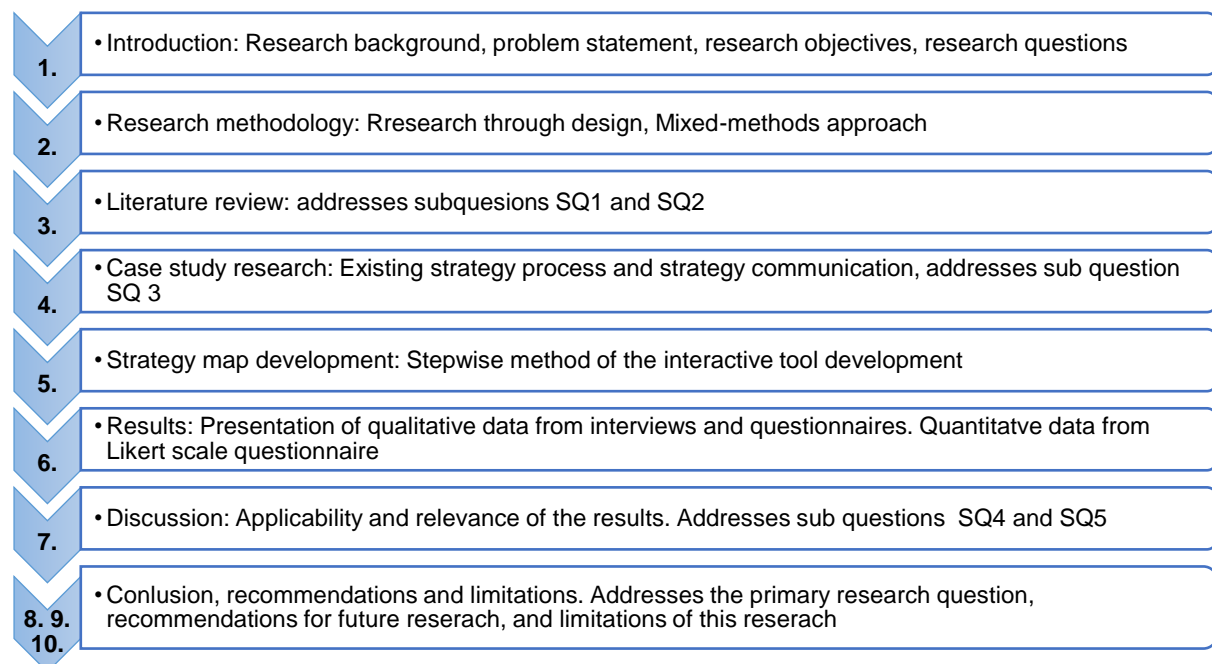 1.
• Introduction: Research background, problem statement, research objectives, research questions
2.
• Research methodology: Rresearch through design, Mixed-methods approach
3.
• Literature review: addresses subquesions SQ1 and SQ2
4.
• Case study research: Existing strategy process and strategy communication, addresses sub question
SQ 3
5.
• Strategy map development: Stepwise method of the interactive tool development
6.
• Results: Presentation of qualitative data from interviews and questionnaires. Quantitatve data from
Likert scale questionnaire
7.
• Discussion: Applicability and relevance of the results. Addresses sub questions  SQ4 and SQ5
8. 9.
10.
• Conlusion, recommendations and limitations. Addresses the primary research question,
recommendations for future reserach, and limitations of this reserach